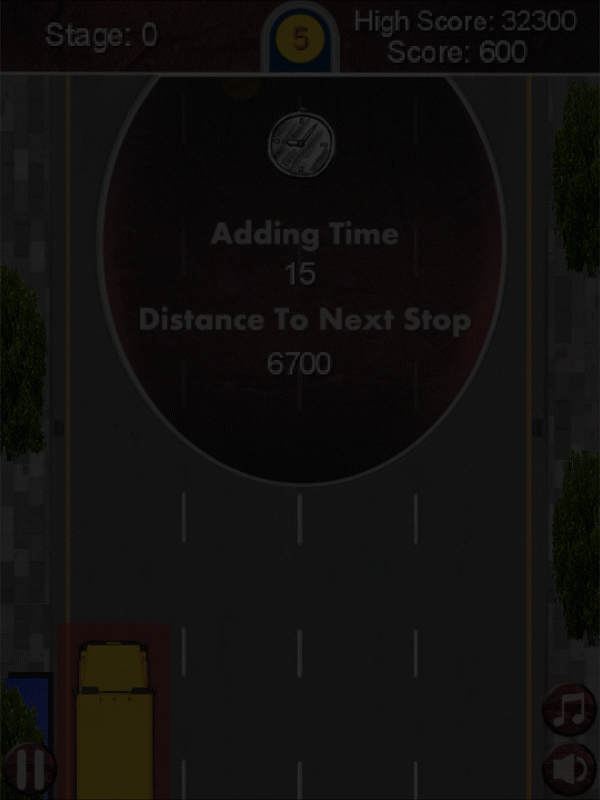 Stage: 0
5
High Score: 32300
Score: 600
Adding Time
15
Distance To Next Stop
6700